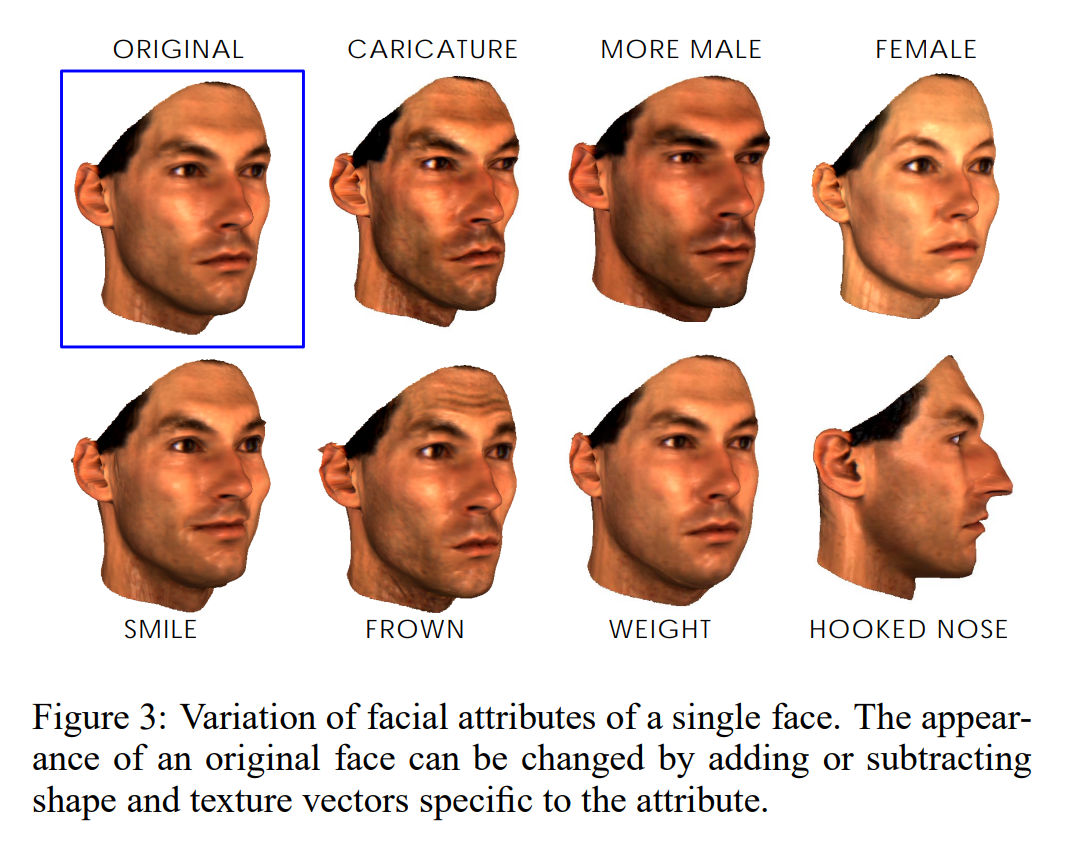 ORIGINAL CARICATURE MORE MALE FEMALE
SMILE FROWN WEIGHT HOOKED NOSE
Figure 3: Variation of facial attributes of a single face. The appear-
ance of an original face can be changed by adding or subtracting
shape and texture vectors specific to the attribute.